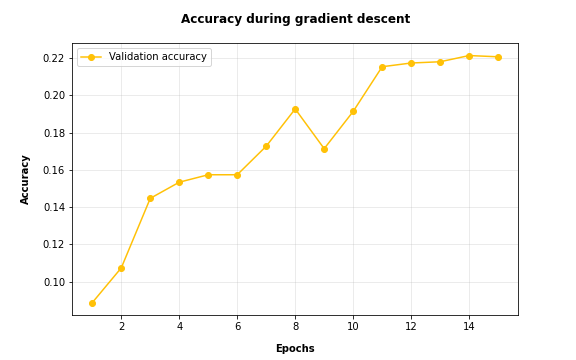 Accuracy during gradient descent
Validation accuracy
0.22
0.20
0.18
0.16
0.14
0.12
0.10
Accuracy
2 4 6 8 10 12 14
Epochs